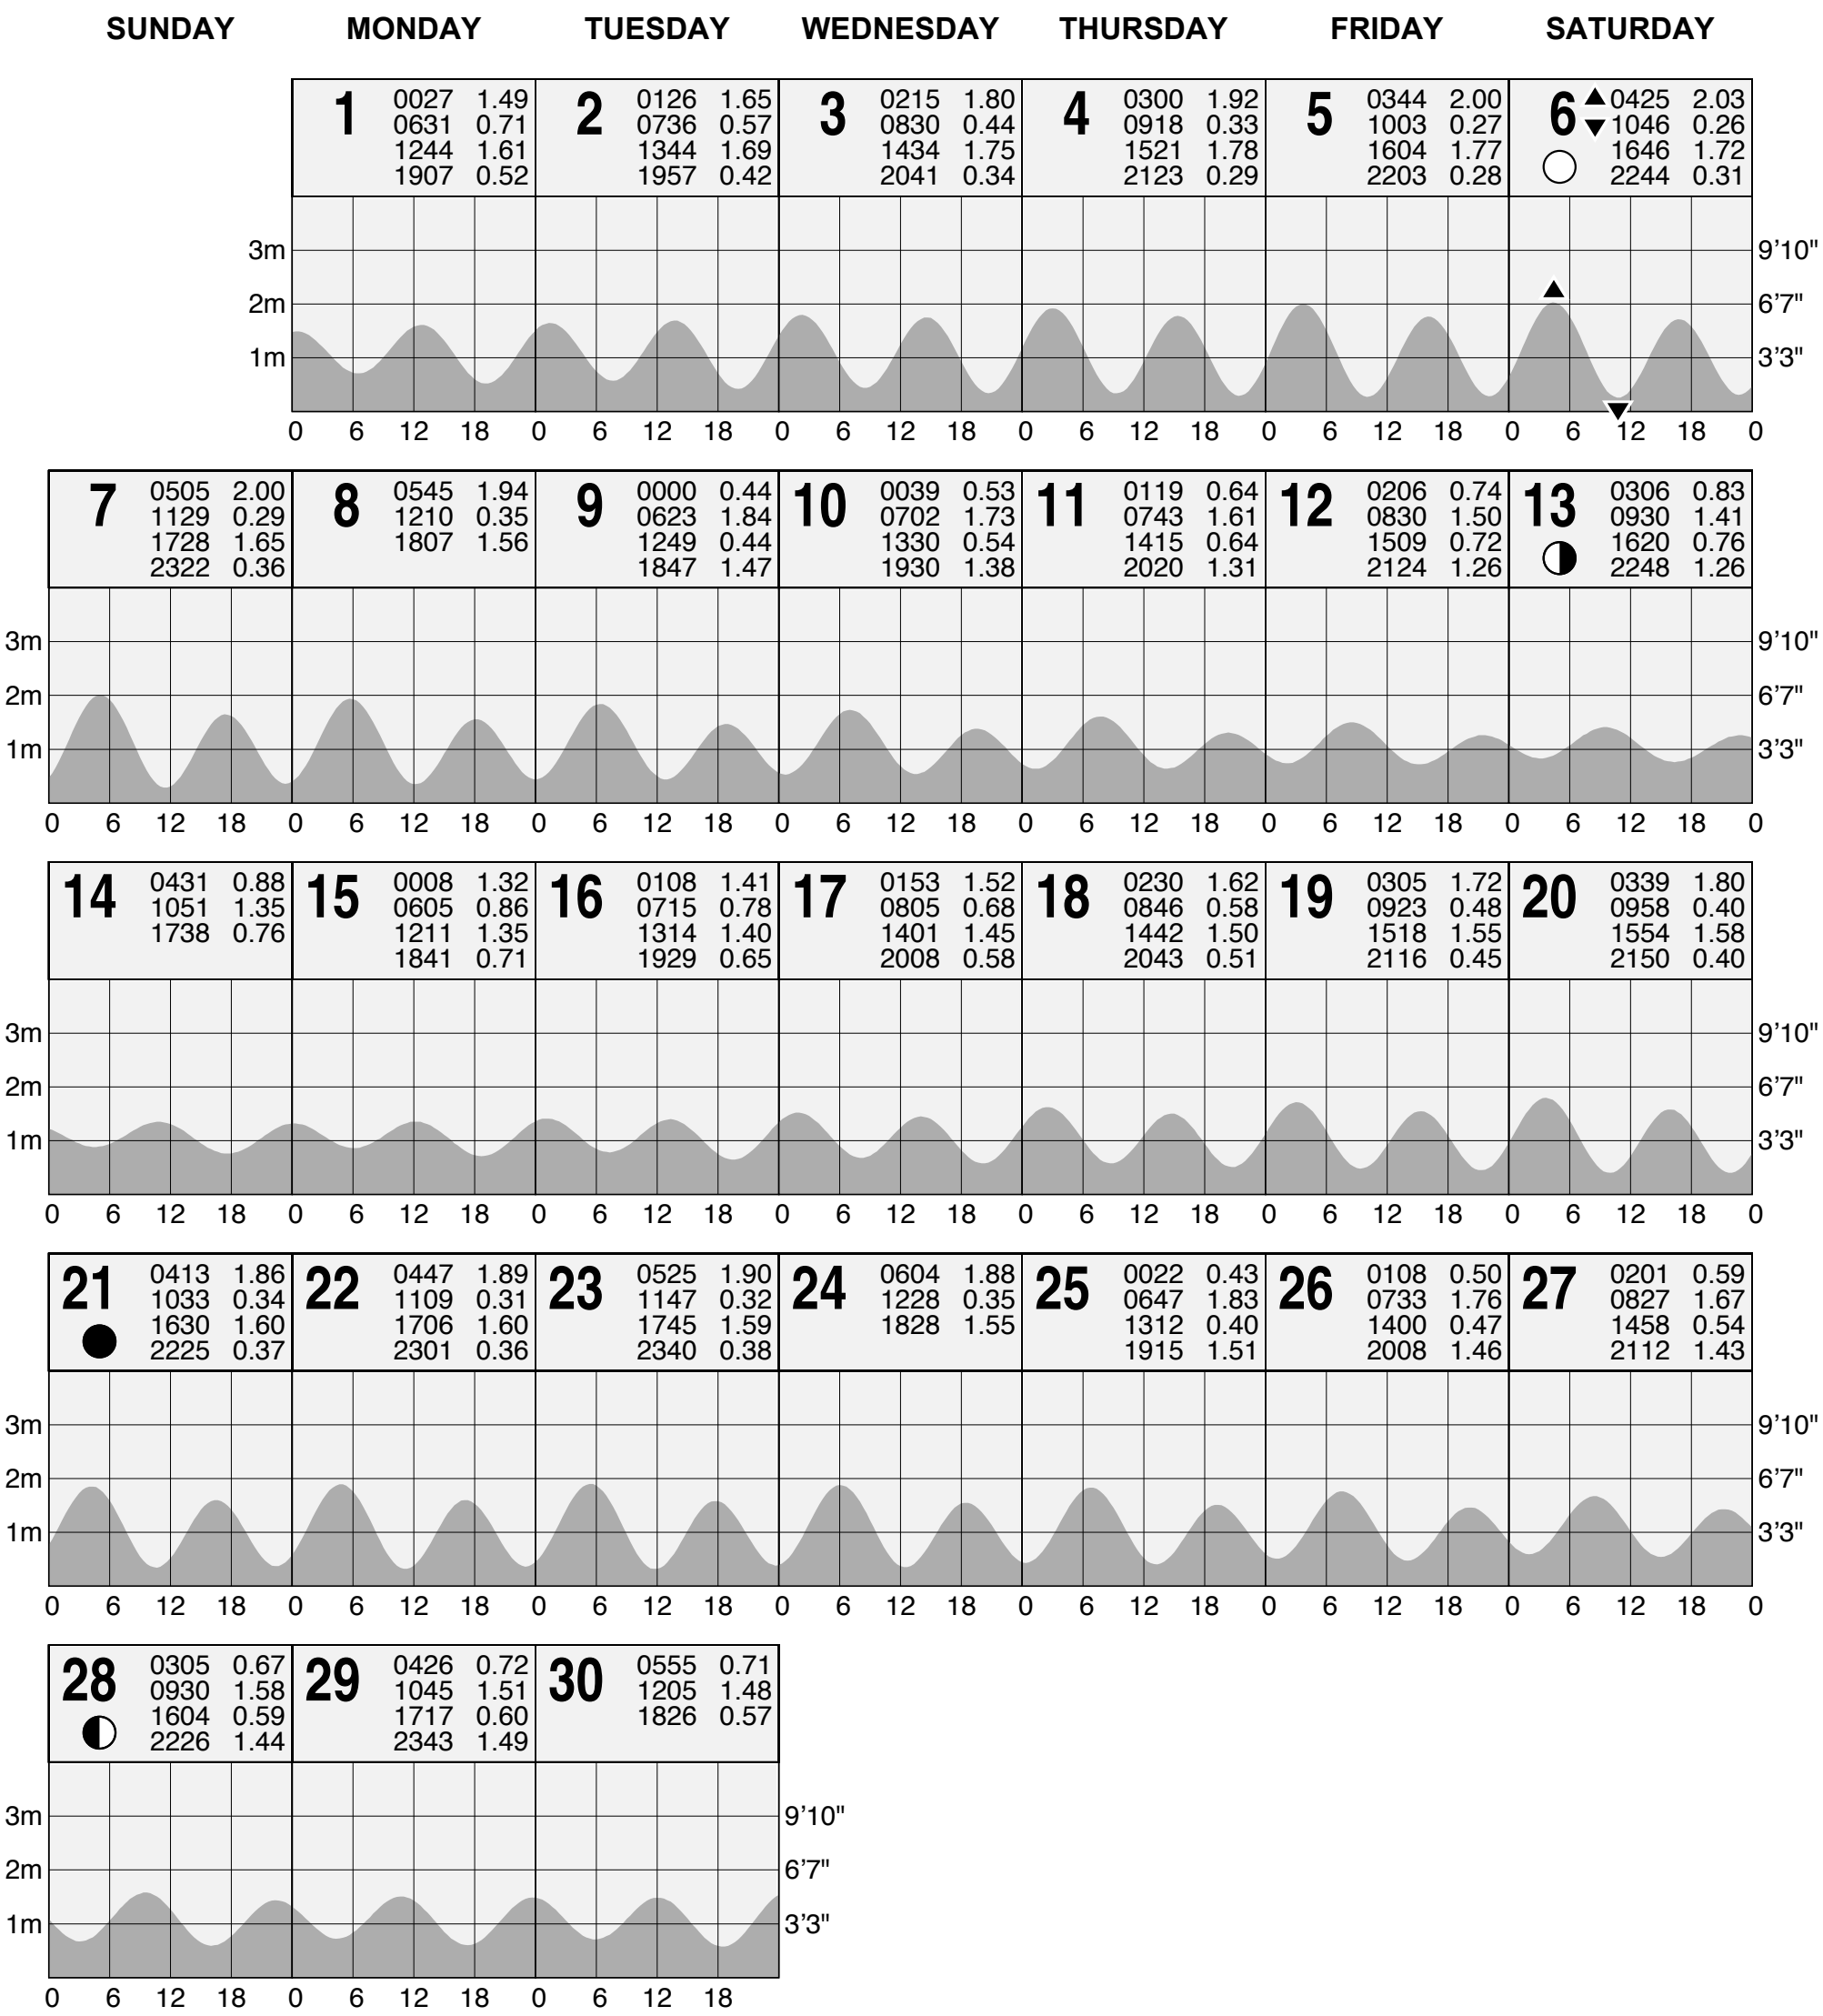 SUNDAY MONDAY TUESDAY WEDNESDAY THURSDAY FRIDAY SATURDAY
1 0027 1.49 2 0126 1.65 3 0215 1.80 4 0300 1.92 5 0344 2.00 6 ▲ 0425 2.03
0631 0.71 0736 0.57 0830 0.44 0918 0.33 1003 0.27 ▼ 1046 0.26
1244 1.61 1344 1.69 1434 1.75 1521 1.78 1604 1.77 1646 1.72
1907 0.52 1957 0.42 2041 0.34 2123 0.29 2203 0.28 2244 0.31
3m 9'10"
2m 6'7"
1m 3'3"
0 6 12 18 0 6 12 18 0 6 12 18 0 6 12 18 0 6 12 18 0 6 12 18 0
7 0505 2.00 8 0545 1.94 9 0000 0.44 10 0039 0.53 11 0119 0.64 12 0206 0.74 13 0306 0.83
1129 0.29 1210 0.35 0623 1.84 0702 1.73 0743 1.61 0830 1.50 0930 1.41
1728 1.65 1807 1.56 1249 0.44 1330 0.54 1415 0.64 1509 0.72 1620 0.76
2322 0.36 1847 1.47 1930 1.38 2020 1.31 2124 1.26 2248 1.26
3m 9'10"
2m 6'7"
1m 3'3"
0 6 12 18 0 6 12 18 0 6 12 18 0 6 12 18 0 6 12 18 0 6 12 18 0 6 12 18 0
14 0431 0.88 15 0008 1.32 16 0108 1.41 17 0153 1.52 18 0230 1.62 19 0305 1.72 20 0339 1.80
1051 1.35 0605 0.86 0715 0.78 0805 0.68 0846 0.58 0923 0.48 0958 0.40
1738 0.76 1211 1.35 1314 1.40 1401 1.45 1442 1.50 1518 1.55 1554 1.58
1841 0.71 1929 0.65 2008 0.58 2043 0.51 2116 0.45 2150 0.40
3m 9'10"
2m 6'7"
1m 3'3"
0 6 12 18 0 6 12 18 0 6 12 18 0 6 12 18 0 6 12 18 0 6 12 18 0 6 12 18 0
21 0413 1.86 22 0447 1.89 23 0525 1.90 24 0604 1.88 25 0022 0.43 26 0108 0.50 27 0201 0.59
1033 0.34 1109 0.31 1147 0.32 1228 0.35 0647 1.83 0733 1.76 0827 1.67
1630 1.60 1706 1.60 1745 1.59 1828 1.55 1312 0.40 1400 0.47 1458 0.54
2225 0.37 2301 0.36 2340 0.38 1915 1.51 2008 1.46 2112 1.43
3m 9'10"
2m 6'7"
1m 3'3"
0 6 12 18 0 6 12 18 0 6 12 18 0 6 12 18 0 6 12 18 0 6 12 18 0 6 12 18 0
28 0305 0.67 29 0426 0.72 30 0555 0.71
0930 1.58 1045 1.51 1205 1.48
1604 0.59 1717 0.60 1826 0.57
2226 1.44 2343 1.49
3m 9'10"
2m 6'7"
1m 3'3"
0 6 12 18 0 6 12 18 0 6 12 18